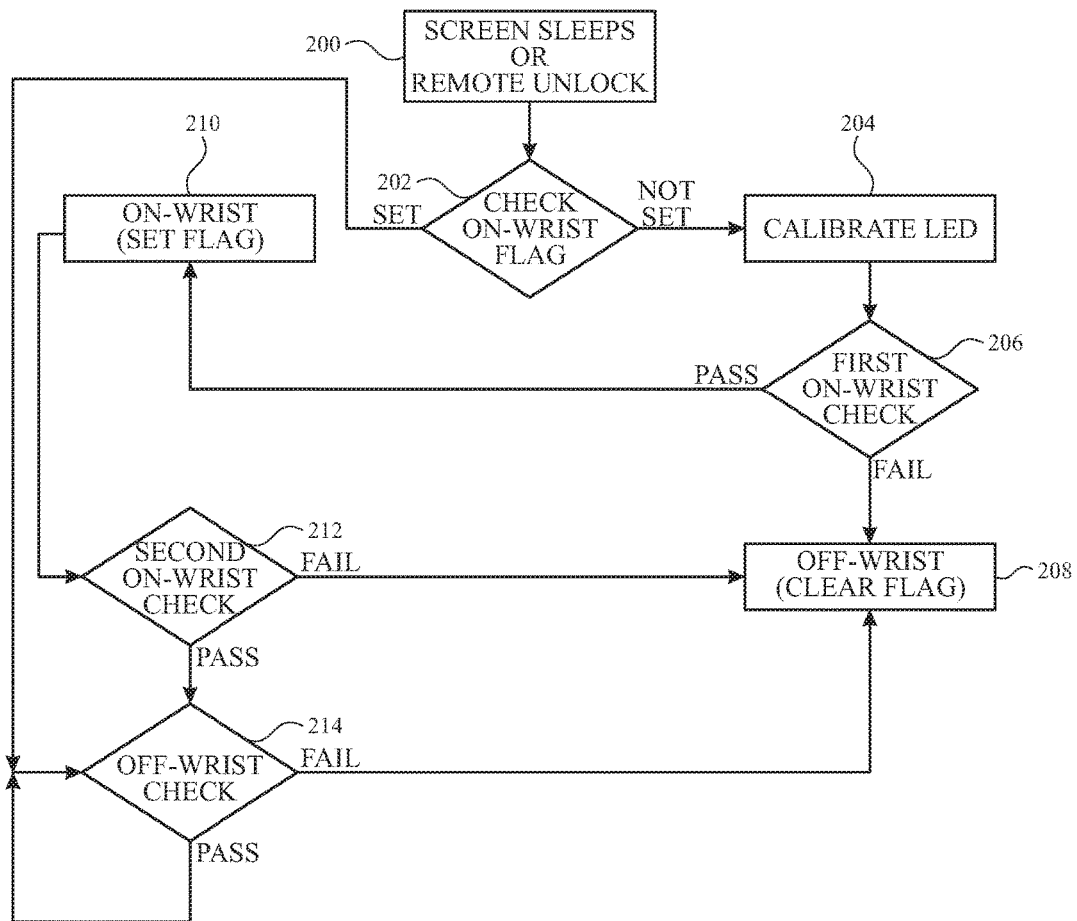 200
SCREEN SLEEPS
OR
REMOTE UNLOCK
210
204
202
SET
CHECK
ON-WRIST
FLAG
NOT
SET
ON-WRIST
(SET FLAG)
CALIBRATE LED
206
PASS
FIRST
ON-WRIST
CHECK
FAIL
212
SECOND
ON-WRIST
CHECK
FAIL
OFF-WRIST
(CLEAR FLAG)
208
PASS
214
OFF-WRIST
CHECK
FAIL
PASS